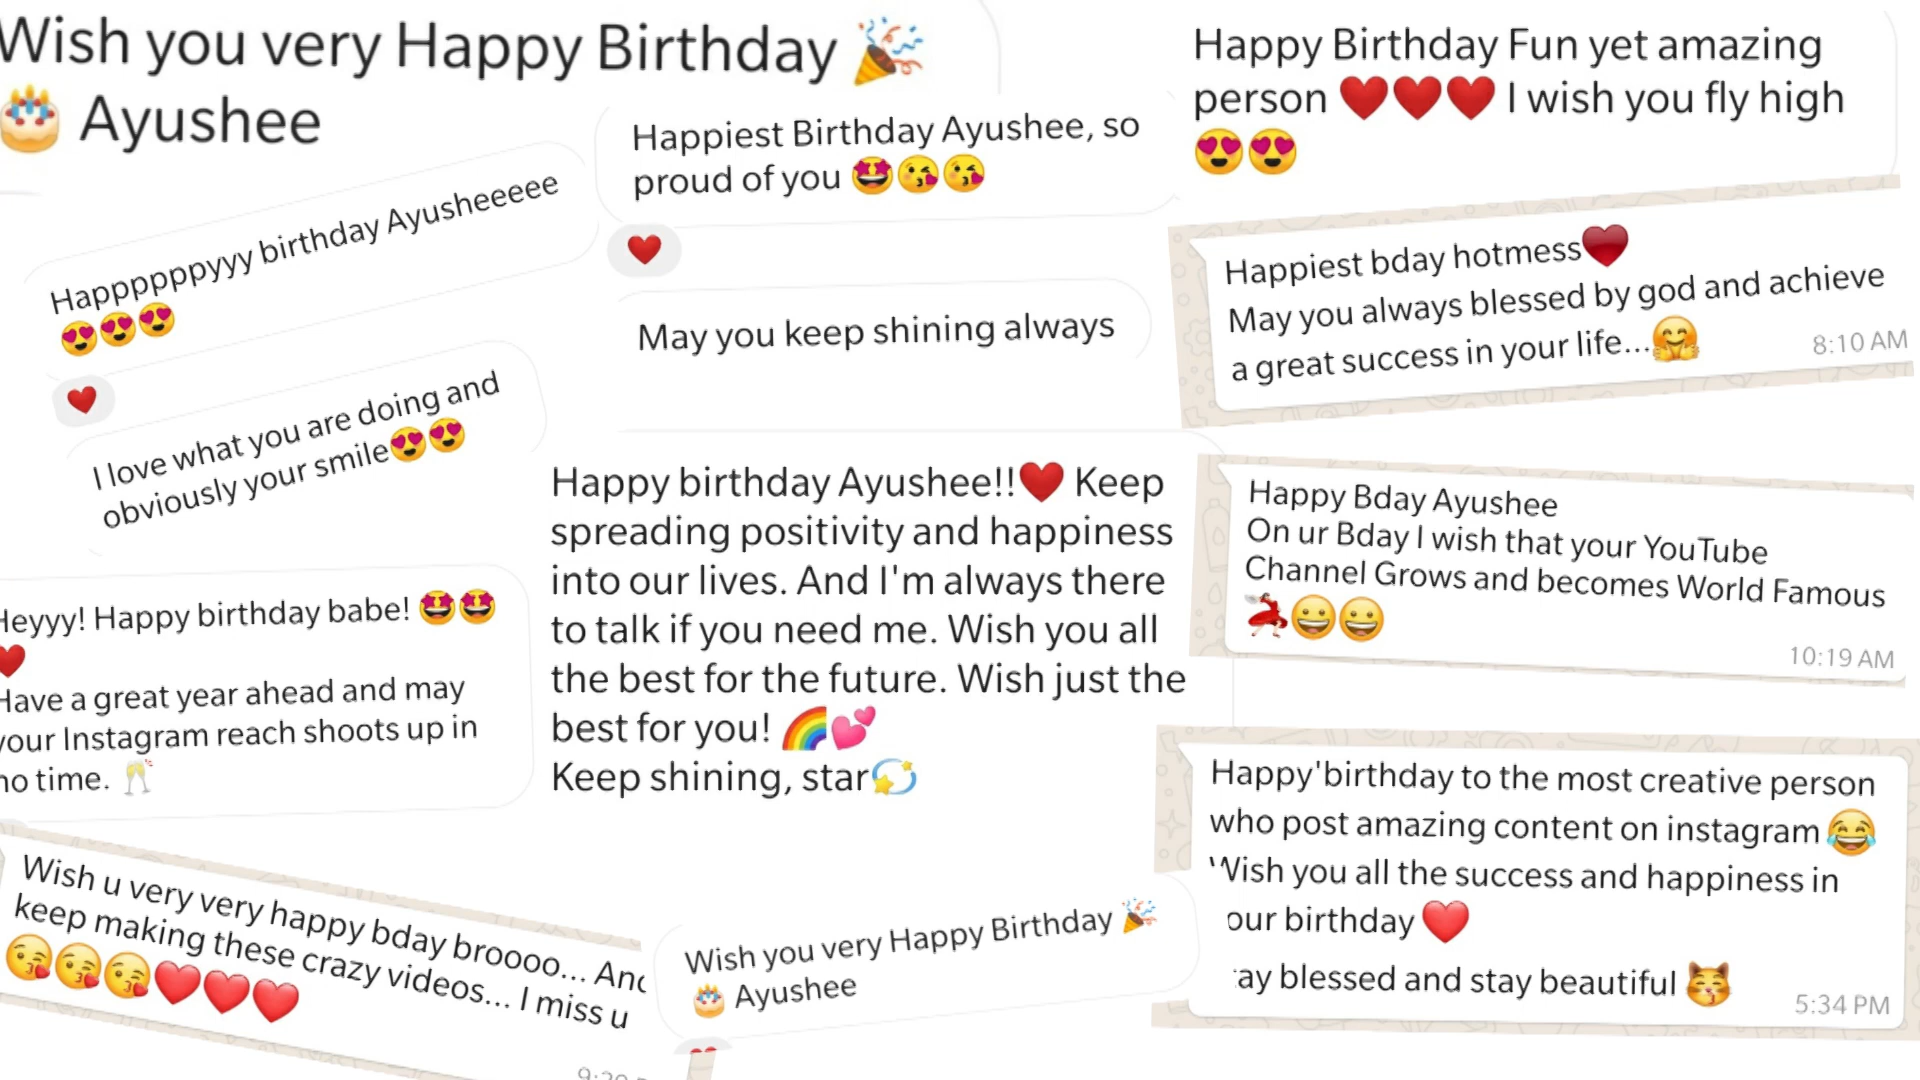 Wish you very Happy Birthday 🎉
🎂 Ayushee
Happpppppyyy birthday Ayusheeeee
😍😍😍
❤️
I love what you are doing and
obviously your smile😍😍
Heyyy! Happy birthday babe! 🤩🤩
❤️
Have a great year ahead and may
your Instagram reach shoots up in
no time. 🥂
Wish u very very happy bday broooo... And
keep making these crazy videos... I miss u
😘😘😘❤️❤️❤️
Happiest Birthday Ayushee, so
proud of you 🤩😘😘
❤️
May you keep shining always
Happy birthday Ayushee!!❤️ Keep
spreading positivity and happiness
into our lives. And I'm always there
to talk if you need me. Wish you all
the best for the future. Wish just the
best for you! 🌈💕
Keep shining, star💫
Wish you very Happy Birthday 🎉
🎂 Ayushee
Happy Birthday Fun yet amazing
person ❤️❤️❤️ I wish you fly high
😍😍
Happiest bday hotmess❤️
May you always blessed by god and achieve
a great success in your life...🤗
8:10 AM
Happy Bday Ayushee
On ur Bday I wish that your YouTube
Channel Grows and becomes World Famous
💃😀😀
10:19 AM
Happy'birthday to the most creative person
who post amazing content on instagram 😂
Wish you all the success and happiness in
our birthday ❤️
ay blessed and stay beautiful 😽
5:34 PM